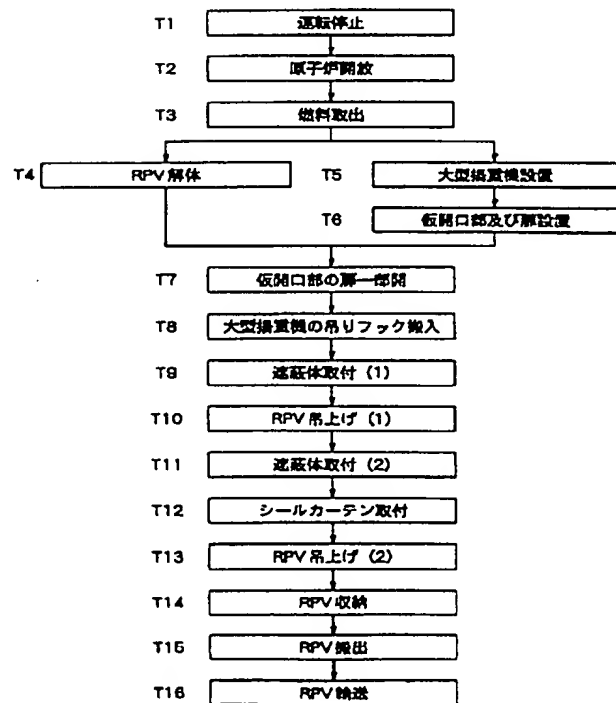 T1 運転停止
T2 原子炉開放
T3 燃料取出
T4 RPV 解体
T5 大型揚重機設置
T6 仮開口部及び扉設置
T7 仮開口部の扉一部開
T8 大型揚重機の吊りフック搬入
T9 遮蔽体取付 (1)
T10 RPV 吊上げ (1)
T11 遮蔽体取付 (2)
T12 シールカーテン取付
T13 RPV 吊上げ (2)
T14 RPV 収納
T15 RPV 搬出
T16 RPV 輸送